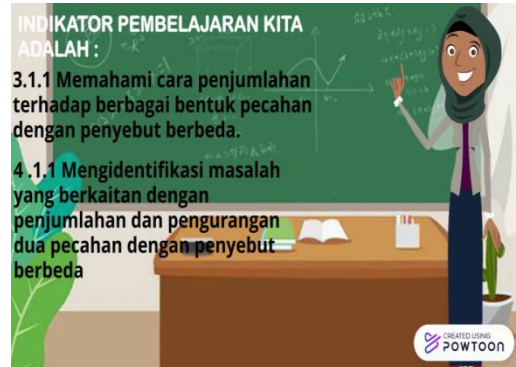 INDIKATOR PEMBELAJARAN KITA
ADALAH :
3.1.1 Memahami cara penjumlahan
terhadap berbagai bentuk pecahan
dengan penyebut berbeda.
4 .1.1 Mengidentifikasi masalah
yang berkaitan dengan
penjumlahan dan pengurangan
dua pecahan dengan penyebut
berbeda
CREATED USING
POWTOON